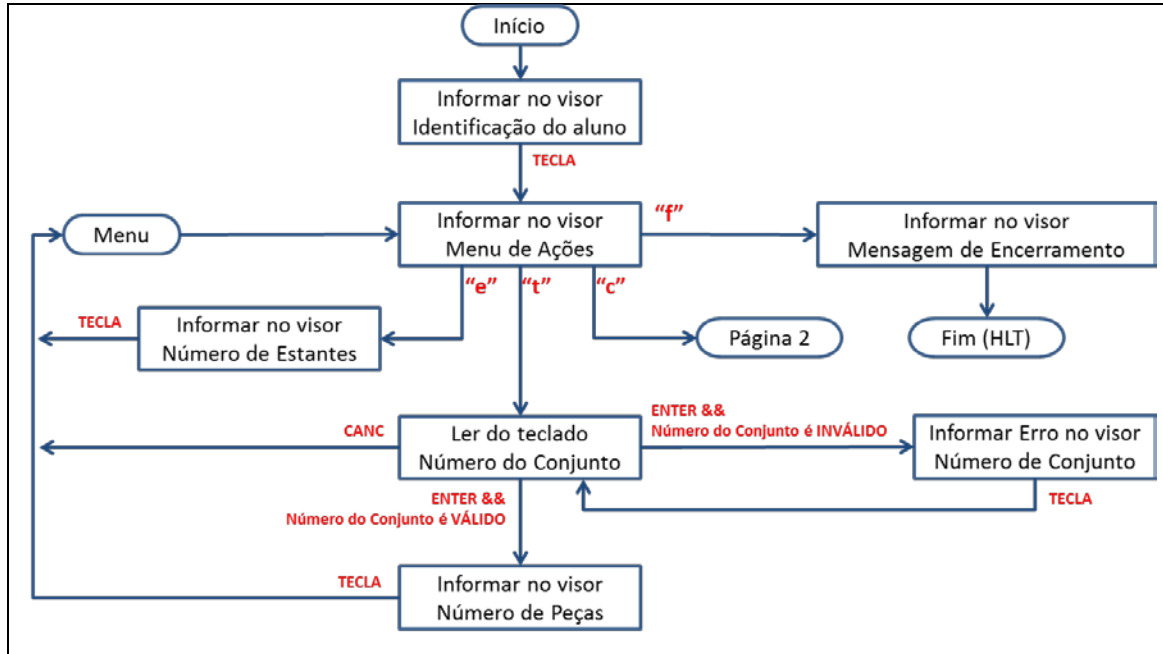 Início
Informar no visor
Identificação do aluno
TECLA
Menu
Informar no visor
Menu de Ações
“f”
Informar no visor
Mensagem de Encerramento
“e”
“t”
“c”
TECLA
Informar no visor
Número de Estantes
Página 2
Fim (HLT)
CANC
Ler do teclado
Número do Conjunto
ENTER &&
Número do Conjunto é INVÁLIDO
Informar Erro no visor
Número de Conjunto
TECLA
ENTER &&
Número do Conjunto é VÁLIDO
TECLA
Informar no visor
Número de Peças